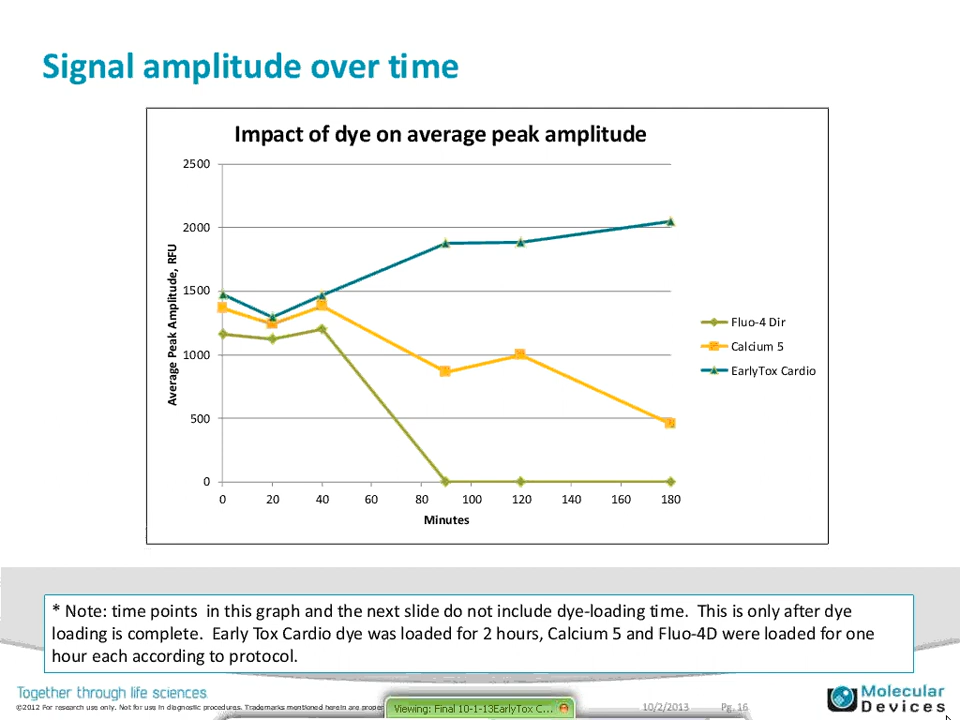 Signal amplitude over time
Impact of dye on average peak amplitude
2500
2000
1500
1000
500
0
Average Peak Amplitude, RFU
0 20 40 60 80 100 120 140 160 180
Minutes
Fluo-4 Dir
Calcium 5
EarlyTox Cardio
* Note: time points in this graph and the next slide do not include dye-loading time. This is only after dye
loading is complete. Early Tox Cardio dye was loaded for 2 hours, Calcium 5 and Fluo-4D were loaded for one
hour each according to protocol.
Together through life sciences.
©2012 For research use only. Not for use in diagnostic procedures. Trademarks mentioned herein are proper
Viewing: Final 10-1-13EarlyTox C...
10/2/2013 Pg. 16
Molecular
Devices